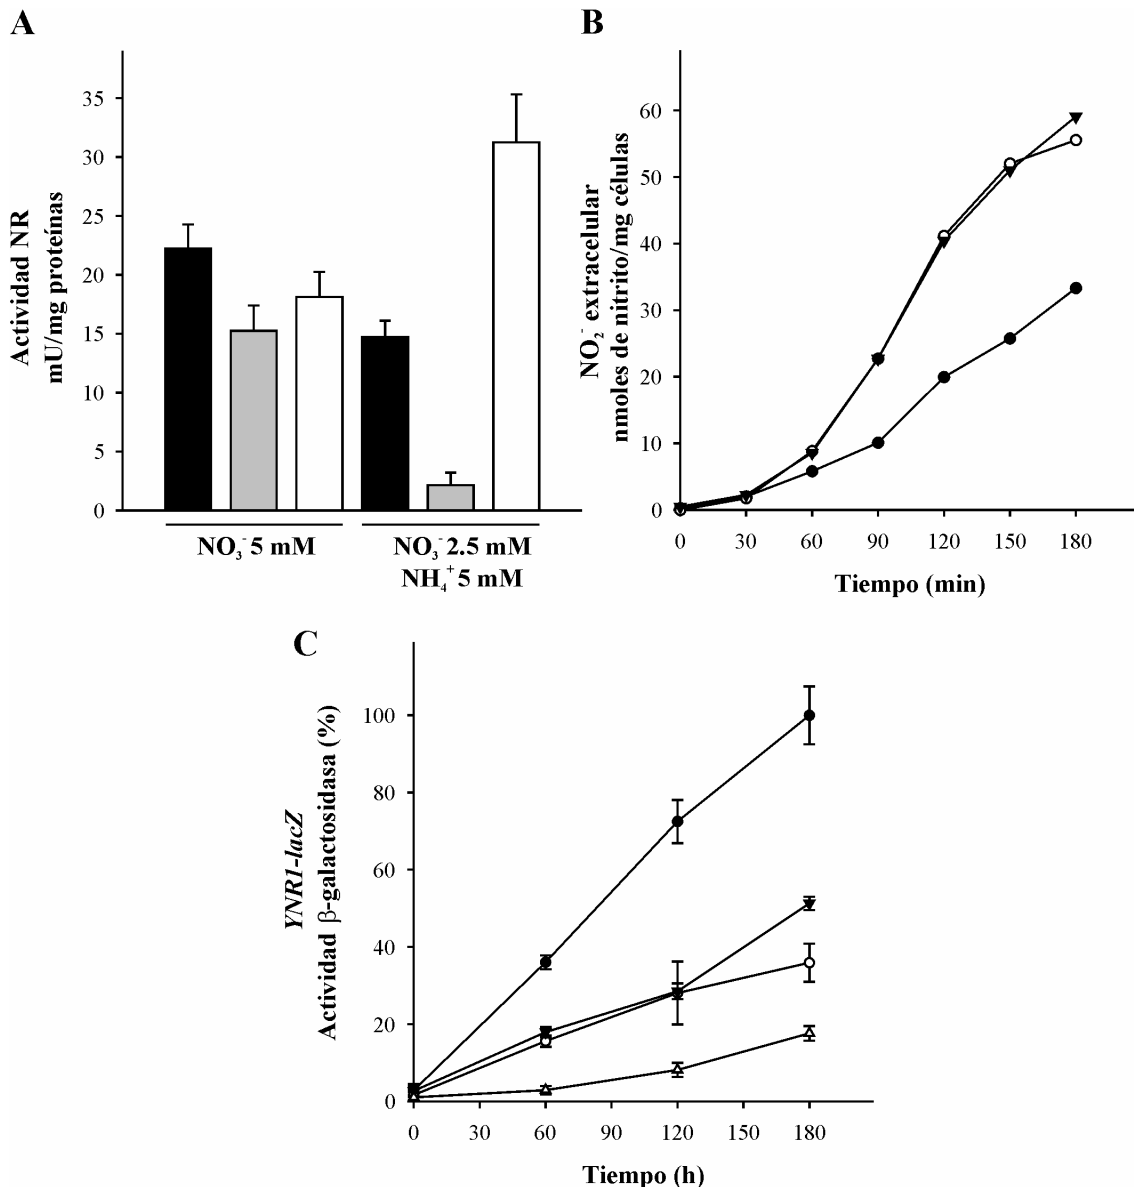 A
Actividad NR
mU/mg proteínas
35
30
25
20
15
10
5
0
NO₃⁻ 5 mM
NO₃⁻ 2.5 mM
NH₄⁺ 5 mM
B
NO₂⁻ extracelular
nmoles de nitrito/mg células
60
50
40
30
20
10
0
0 30 60 90 120 150 180
Tiempo (min)
C
YNR1-lacZ
Actividad β-galactosidasa (%)
100
80
60
40
20
0
0 30 60 90 120 150 180
Tiempo (h)